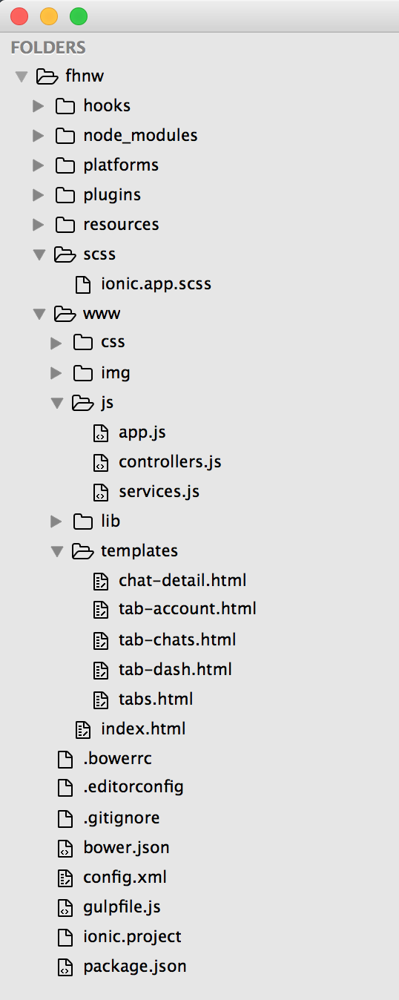 FOLDERS
fhnw
hooks
node_modules
platforms
plugins
resources
scss
ionic.app.scss
www
css
img
js
app.js
controllers.js
services.js
lib
templates
chat-detail.html
tab-account.html
tab-chats.html
tab-dash.html
tabs.html
index.html
.bowerrc
.editorconfig
.gitignore
bower.json
config.xml
gulpfile.js
ionic.project
package.json